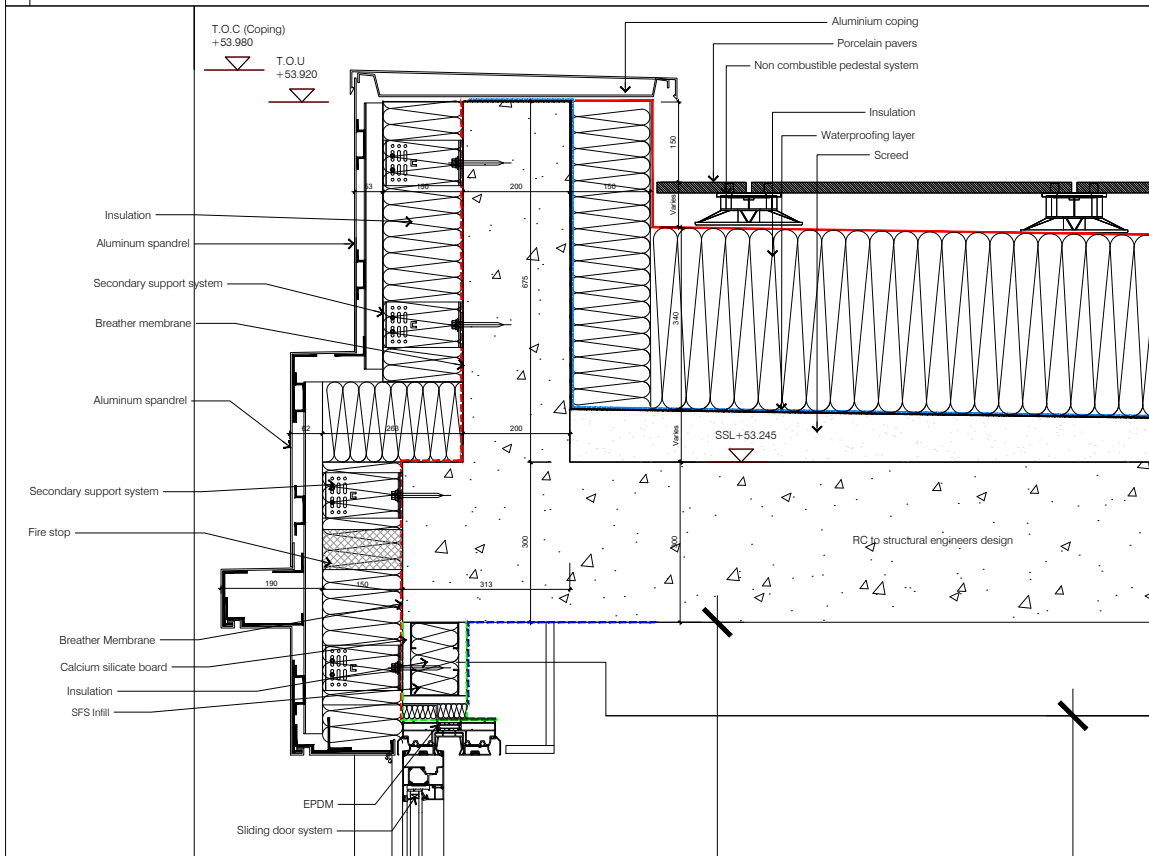 T.O.C (Coping)
+53.980
T.O.U
+53.920
Aluminium coping
Porcelain pavers
Non combustible pedestal system
Insulation
Waterproofing layer
Screed
150
63
150
200
150
Varies
Insulation
Aluminum spandrel
Secondary support system
675
Breather membrane
340
Aluminum spandrel
62
263
200
Varies
SSL+53.245
Secondary support system
Fire stop
300
RC to structural engineers design
190
150
313
Breather Membrane
Calcium silicate board
Insulation
SFS Infill
EPDM
Sliding door system